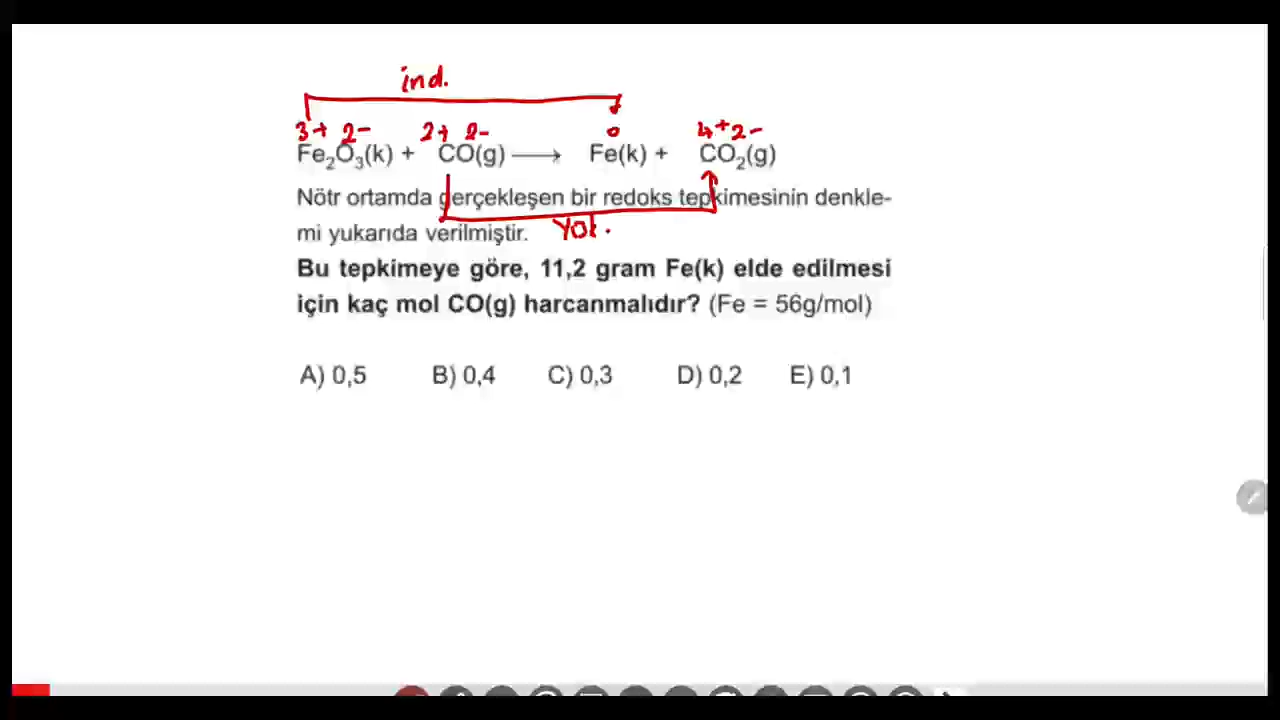 ind.
3+ 2- 2+ 2- 0 4+2-
Fe₂O₃(k) + CO(g) ⟶ Fe(k) + CO₂(g)
Nötr ortamda gerçekleşen bir redoks tepkimesinin denkle-
mi yukarıda verilmiştir. Yük.
Bu tepkimeye göre, 11,2 gram Fe(k) elde edilmesi
için kaç mol CO(g) harcanmalıdır? (Fe = 56g/mol)
A) 0,5 B) 0,4 C) 0,3 D) 0,2 E) 0,1